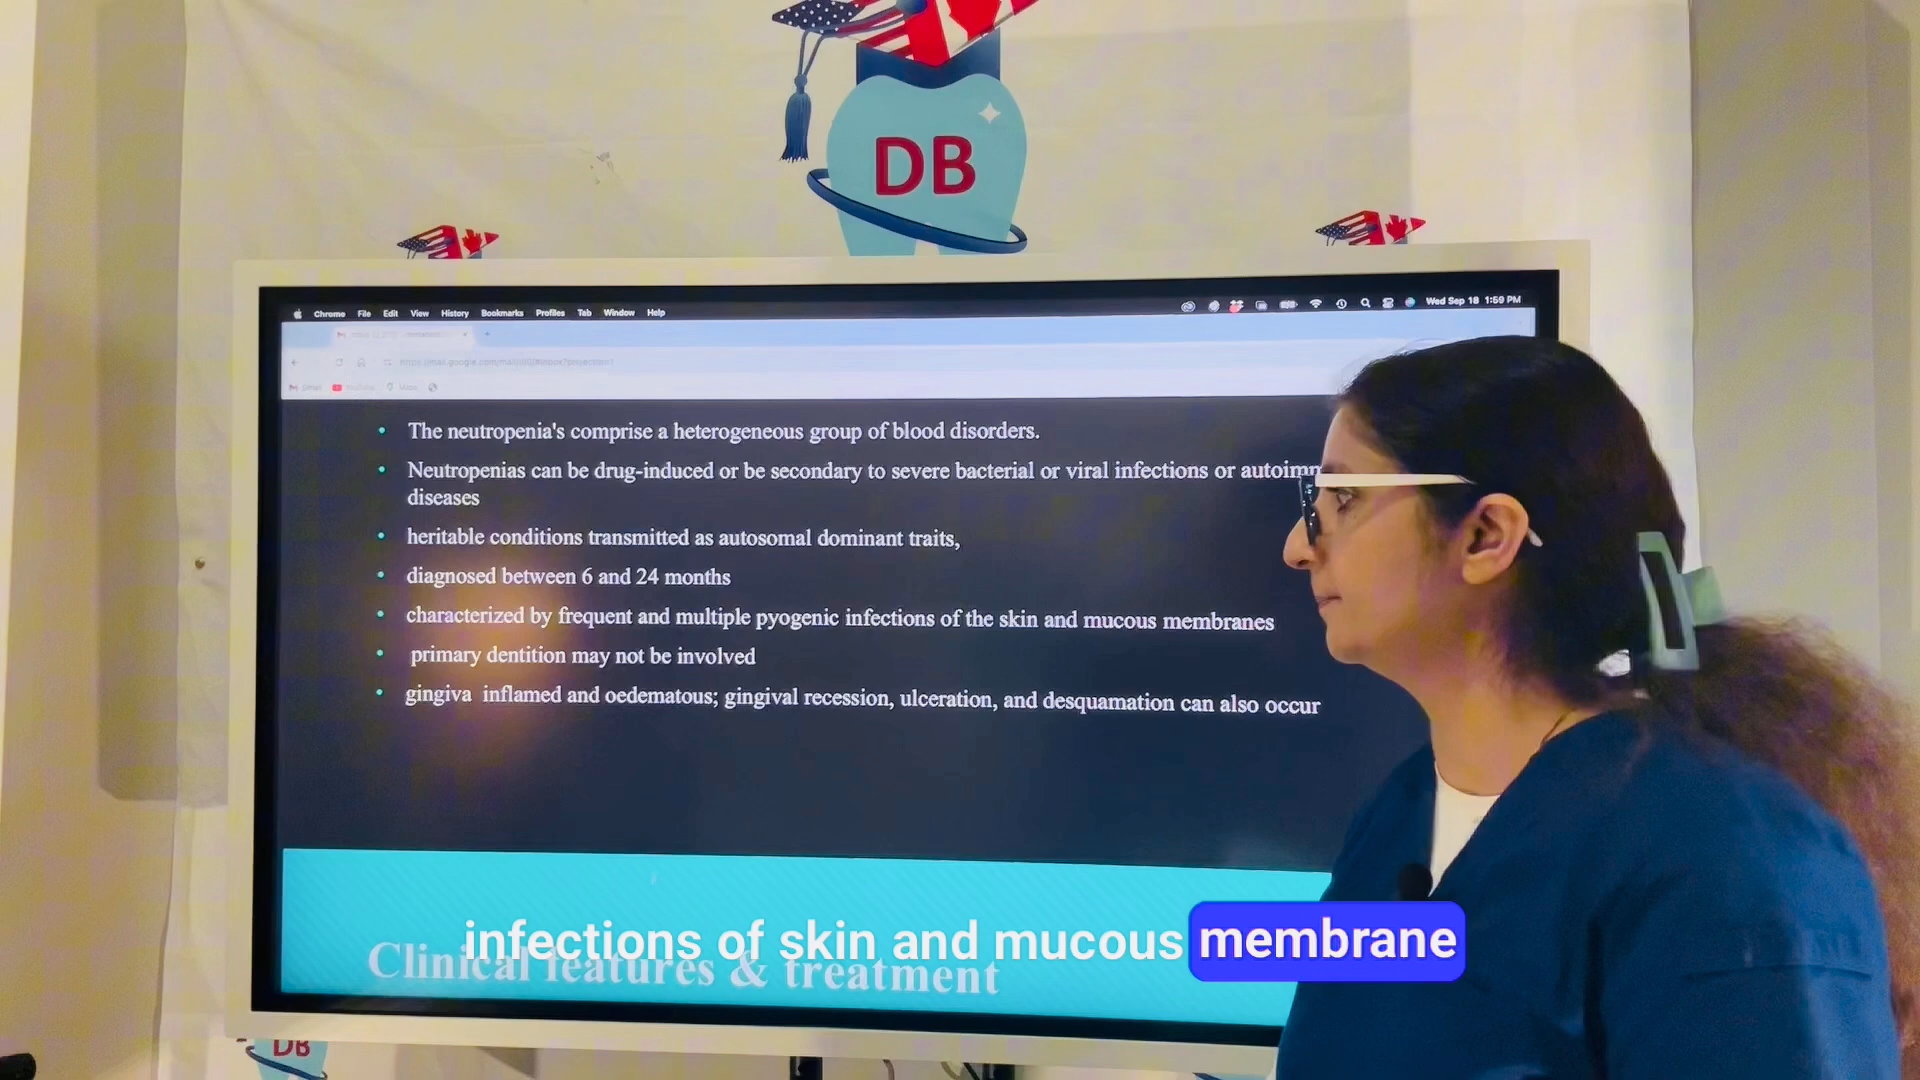 DB
Chrome File Edit View History Bookmarks Profiles Tab Window Help
Wed Sep 18 1:59 PM
Gmail YouTube Maps
• The neutropenia's comprise a heterogeneous group of blood disorders.
• Neutropenias can be drug-induced or be secondary to severe bacterial or viral infections or
diseases
• heritable conditions transmitted as autosomal dominant traits,
• diagnosed between 6 and 24 months
• characterized by frequent and multiple pyogenic infections of the skin and mucous membranes
• primary dentition may not be involved
• gingiva inflamed and oedematous; gingival recession, ulceration, and desquamation can also occur
infections of skin and mucous membrane
Clinical features & treatment
DB